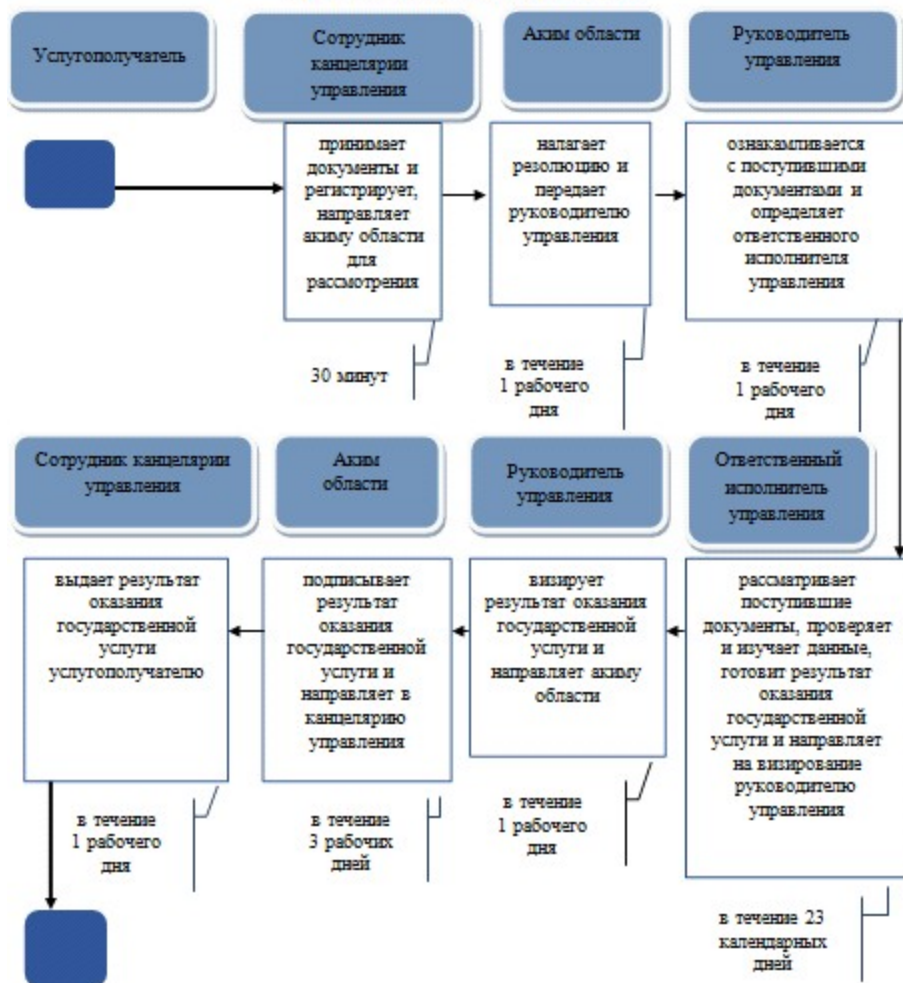 Услугополучатель
Сотрудник
канцелярии
управления
Аким области
Руководитель
управления
принимает
документы и
регистрирует,
направляет
акиму области
для
рассмотрения
налагает
резолюцию и
передает
руководителю
управления
ознакамливается
с поступившими
документами и
определяет
ответственного
исполнителя
управления
30 минут
в течение
1 рабочего
дня
в течение
1 рабочего
дня
Сотрудник канцелярии
управления
Аким
области
Руководитель
управления
Ответственный
исполнитель
управления
выдает результат
оказания
государственной
услуги
услугополучателю
подписывает
результат
оказания
государственной
услуги и
направляет в
канцелярию
управления
визирует
результат оказания
государственной
услуги и
направляет акиму
области
рассматривает
поступившие
документы, проверяет
и изучает данные,
готовит результат
оказания
государственной
услуги и направляет
на визирование
руководителю
управления
в течение
1 рабочего
дня
в течение
3 рабочих
дней
в течение
1 рабочего
дня
в течение 23
календарных
дней